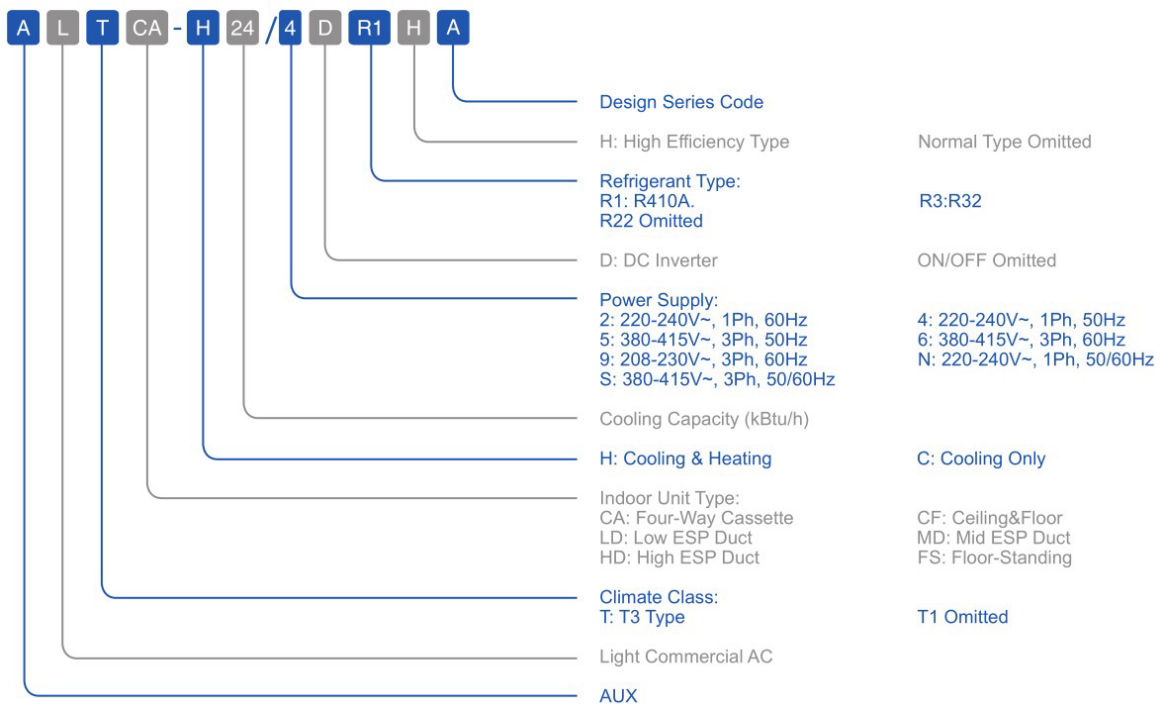 A L T CA - H 24 / 4 D R1 H A
Design Series Code
H: High Efficiency Type Normal Type Omitted
Refrigerant Type:
R1: R410A. R3:R32
R22 Omitted
D: DC Inverter ON/OFF Omitted
Power Supply:
2: 220-240V~, 1Ph, 60Hz 4: 220-240V~, 1Ph, 50Hz
5: 380-415V~, 3Ph, 50Hz 6: 380-415V~, 3Ph, 60Hz
9: 208-230V~, 3Ph, 60Hz N: 220-240V~, 1Ph, 50/60Hz
S: 380-415V~, 3Ph, 50/60Hz
Cooling Capacity (kBtu/h)
H: Cooling & Heating C: Cooling Only
Indoor Unit Type:
CA: Four-Way Cassette CF: Ceiling&Floor
LD: Low ESP Duct MD: Mid ESP Duct
HD: High ESP Duct FS: Floor-Standing
Climate Class:
T: T3 Type T1 Omitted
Light Commercial AC
AUX